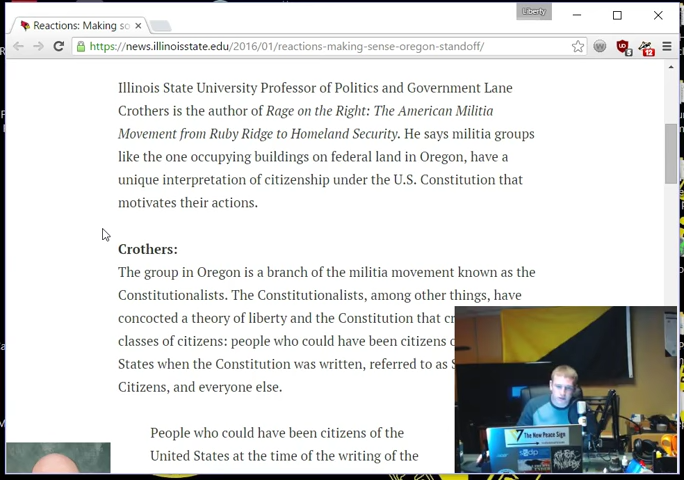 Liberty
Reactions: Making so
https://news.illinoisstate.edu/2016/01/reactions-making-sense-oregon-standoff/
12
Illinois State University Professor of Politics and Government Lane
Crothers is the author of Rage on the Right: The American Militia
Movement from Ruby Ridge to Homeland Security. He says militia groups
like the one occupying buildings on federal land in Oregon, have a
unique interpretation of citizenship under the U.S. Constitution that
motivates their actions.
Crothers:
The group in Oregon is a branch of the militia movement known as the
Constitutionalists. The Constitutionalists, among other things, have
concocted a theory of liberty and the Constitution that cr
classes of citizens: people who could have been citizens o
States when the Constitution was written, referred to as S
Citizens, and everyone else.
People who could have been citizens of the
United States at the time of the writing of the
The New Peace Sign